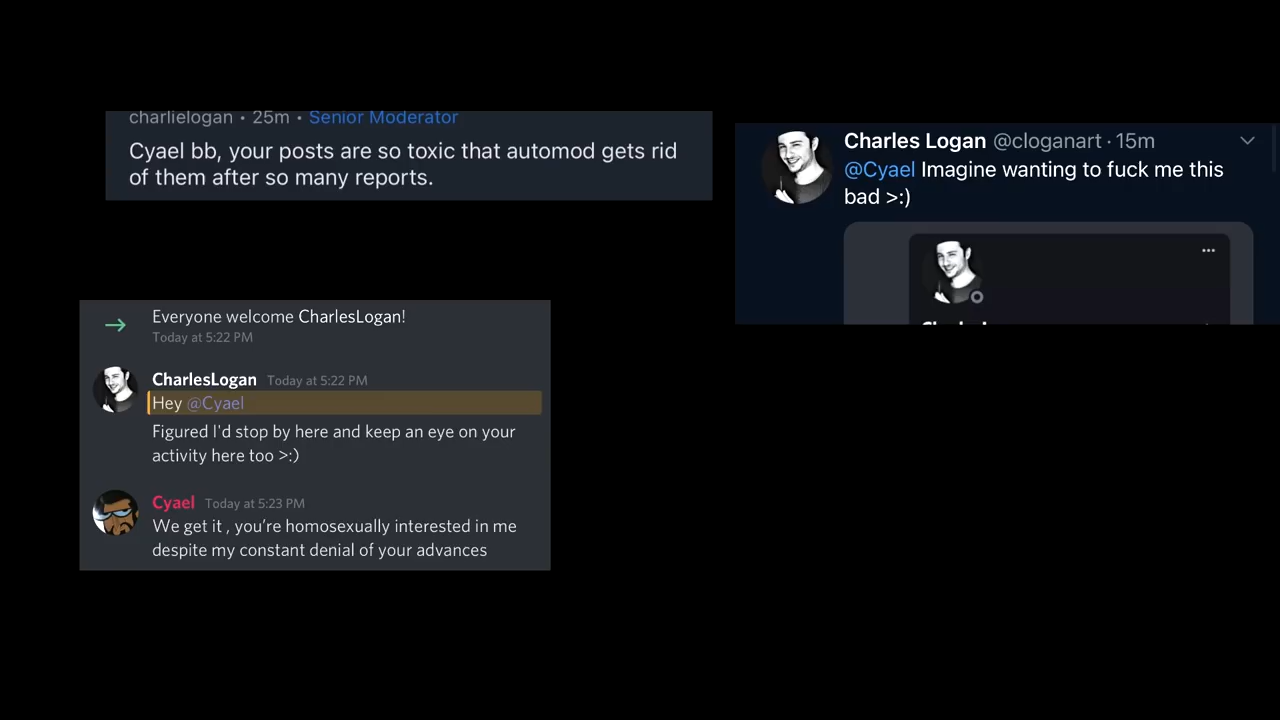 charlielogan • 25m • Senior Moderator
Cyael bb, your posts are so toxic that automod gets rid
of them after so many reports.
Charles Logan @cloganart · 15m
@Cyael Imagine wanting to fuck me this
bad >:)
Everyone welcome CharlesLogan!
Today at 5:22 PM
CharlesLogan Today at 5:22 PM
Hey @Cyael
Figured I'd stop by here and keep an eye on your
activity here too >:)
Cyael Today at 5:23 PM
We get it , you’re homosexually interested in me
despite my constant denial of your advances